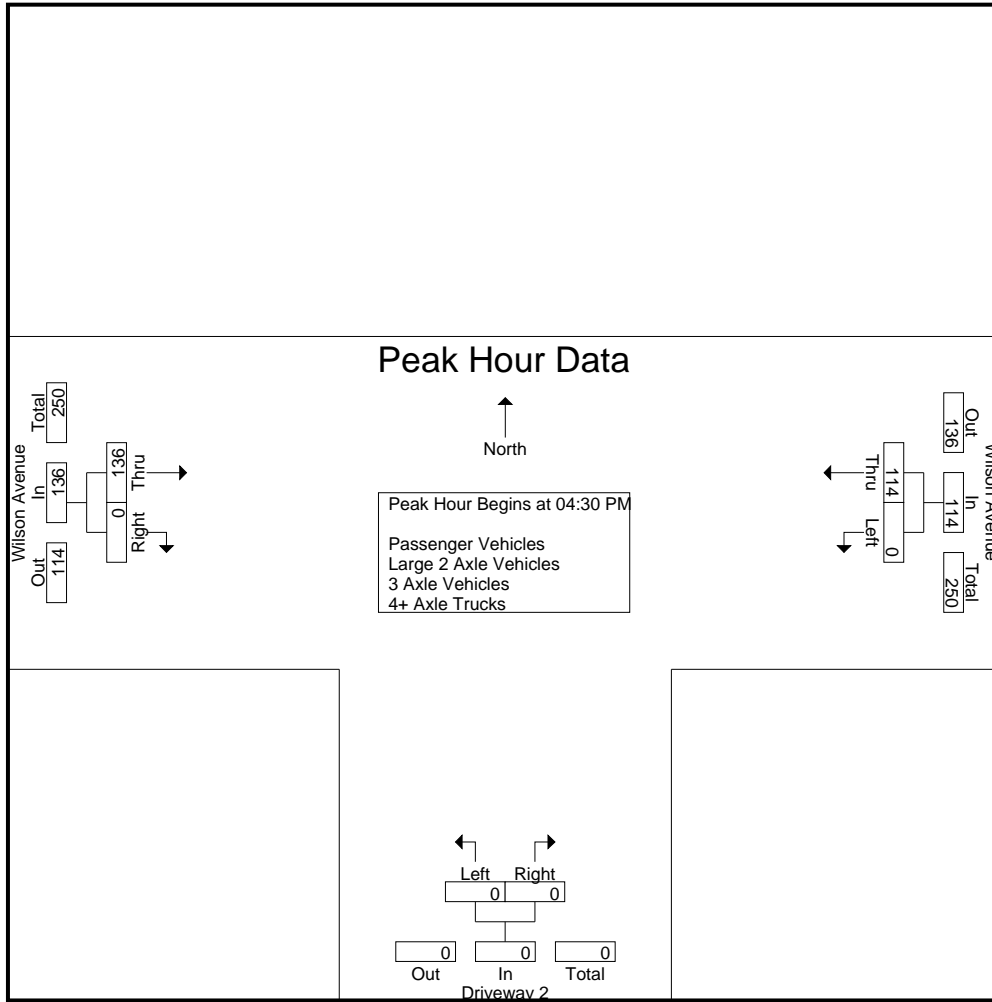 Peak Hour Data
North
Peak Hour Begins at 04:30 PM
Passenger Vehicles
Large 2 Axle Vehicles
3 Axle Vehicles
4+ Axle Trucks
Wilson Avenue
Out In Total
114 136 250
Right Thru
0 136
Wilson Avenue
Out In Total
136 114 250
Thru Left
114 0
Left Right
0 0
0 0 0
Out In Total
Driveway 2